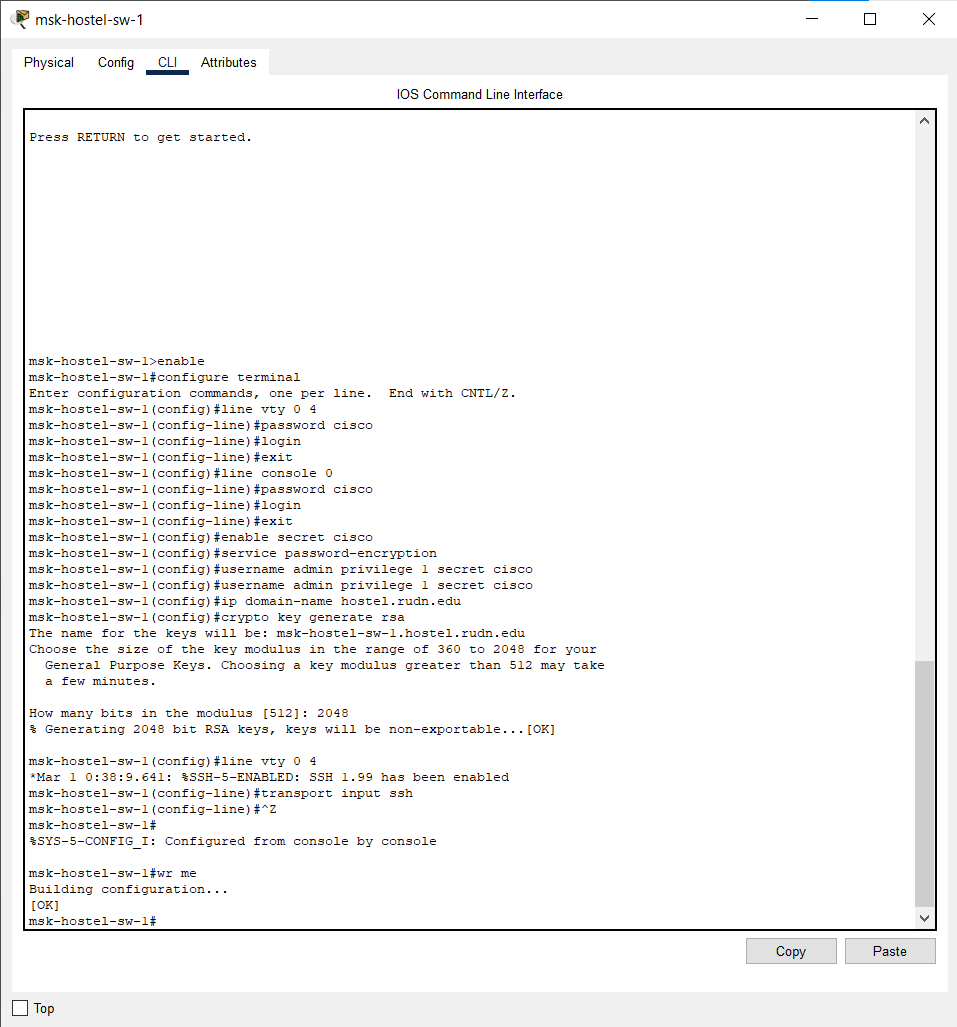 msk-hostel-sw-1
Physical Config CLI Attributes
IOS Command Line Interface
Press RETURN to get started.
msk-hostel-sw-1>enable
msk-hostel-sw-1#configure terminal
Enter configuration commands, one per line.  End with CNTL/Z.
msk-hostel-sw-1(config)#line vty 0 4
msk-hostel-sw-1(config-line)#password cisco
msk-hostel-sw-1(config-line)#login
msk-hostel-sw-1(config-line)#exit
msk-hostel-sw-1(config)#line console 0
msk-hostel-sw-1(config-line)#password cisco
msk-hostel-sw-1(config-line)#login
msk-hostel-sw-1(config-line)#exit
msk-hostel-sw-1(config)#enable secret cisco
msk-hostel-sw-1(config)#service password-encryption
msk-hostel-sw-1(config)#username admin privilege 1 secret cisco
msk-hostel-sw-1(config)#username admin privilege 1 secret cisco
msk-hostel-sw-1(config)#ip domain-name hostel.rudn.edu
msk-hostel-sw-1(config)#crypto key generate rsa
The name for the keys will be: msk-hostel-sw-1.hostel.rudn.edu
Choose the size of the key modulus in the range of 360 to 2048 for your
  General Purpose Keys. Choosing a key modulus greater than 512 may take
  a few minutes.
How many bits in the modulus [512]: 2048
% Generating 2048 bit RSA keys, keys will be non-exportable...[OK]
msk-hostel-sw-1(config)#line vty 0 4
*Mar 1 0:38:9.641: %SSH-5-ENABLED: SSH 1.99 has been enabled
msk-hostel-sw-1(config-line)#transport input ssh
msk-hostel-sw-1(config-line)#^Z
msk-hostel-sw-1#
%SYS-5-CONFIG_I: Configured from console by console
msk-hostel-sw-1#wr me
Building configuration...
[OK]
msk-hostel-sw-1#
Copy Paste
Top